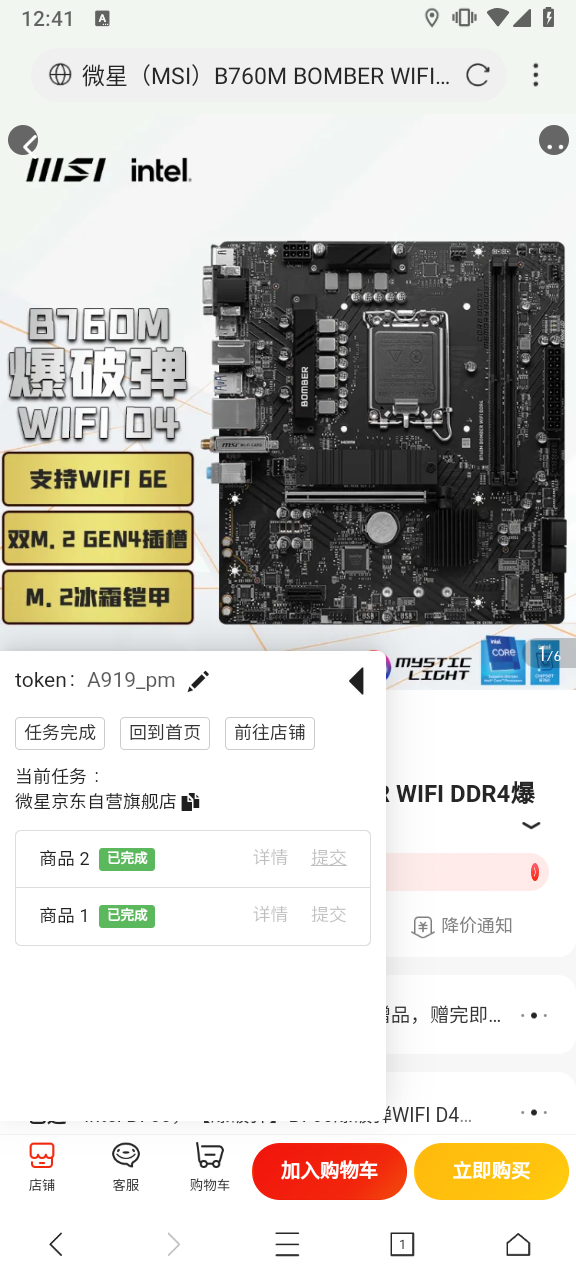 12:41
A
微星（MSI）B760M BOMBER WIFI...
msi intel.
B760M
爆破弹
WIFI D4
支持WIFI 6E
双M.2 GEN4插槽
M.2冰霜铠甲
BOMBER
MYSTIC
LIGHT
intel
CORE
1/6
token： A919_pm
任务完成
回到首页
前往店铺
当前任务：
微星京东自营旗舰店
商品 2 已完成 详情 提交
商品 1 已完成 详情 提交
R WIFI DDR4爆
降价通知
赠品，赠完即...
WIFI D4...
店铺
客服
购物车
加入购物车
立即购买
1